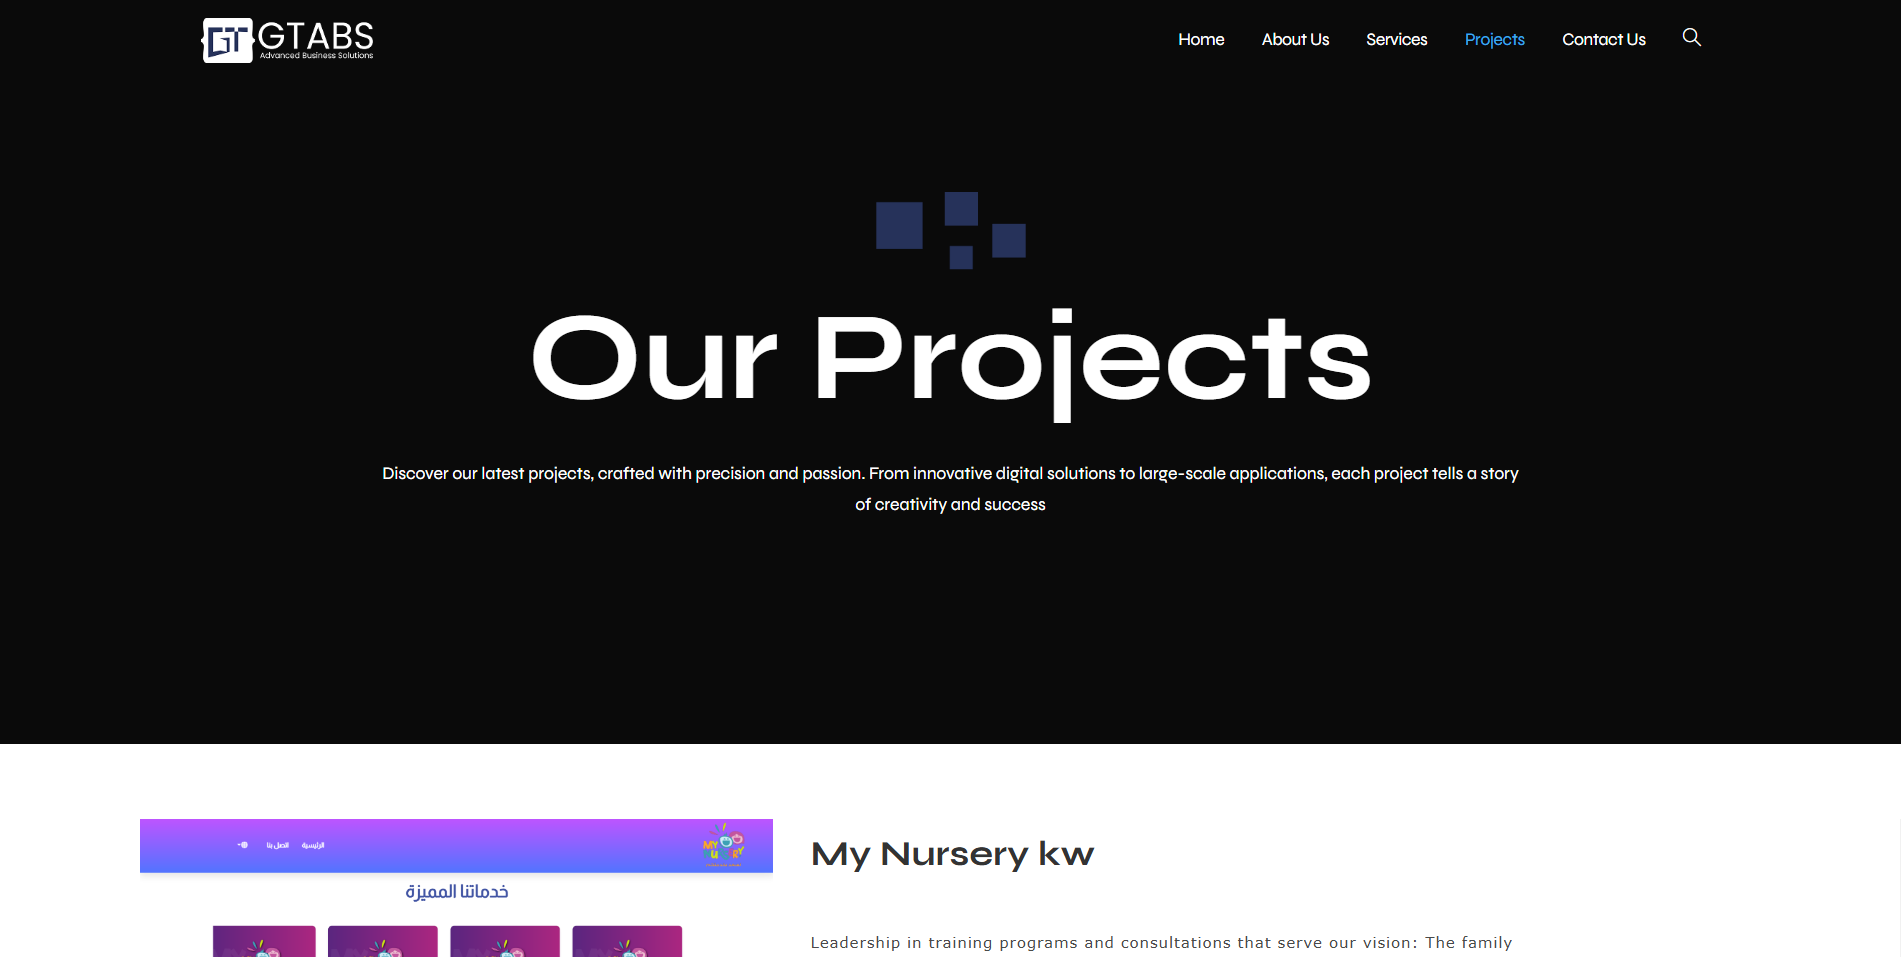 GT GTABS
Advanced Business Solutions
Home About Us Services Projects Contact Us
Our Projects
Discover our latest projects, crafted with precision and passion. From innovative digital solutions to large-scale applications, each project tells a story
of creativity and success
الرئيسية اتصل بنا
خدماتنا المميزة
My Nursery kw
Leadership in training programs and consultations that serve our vision: The family